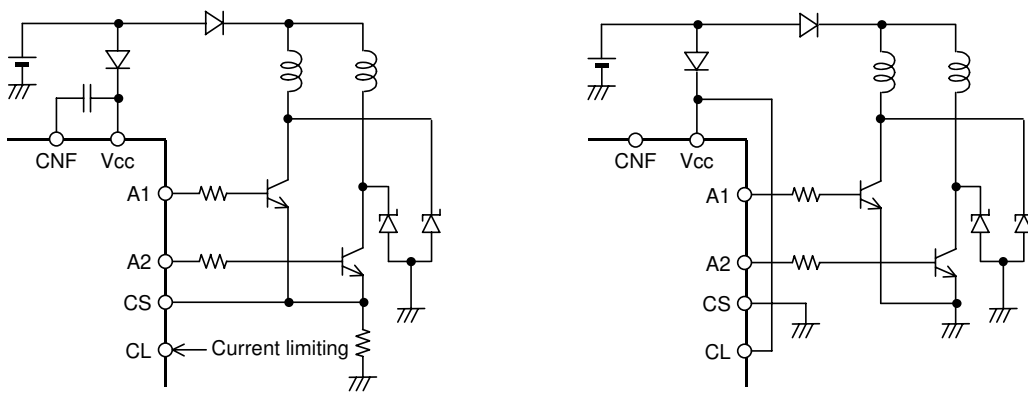 CNF Vcc
A1
A2
CS
CL Current limiting
CNF Vcc
A1
A2
CS
CL